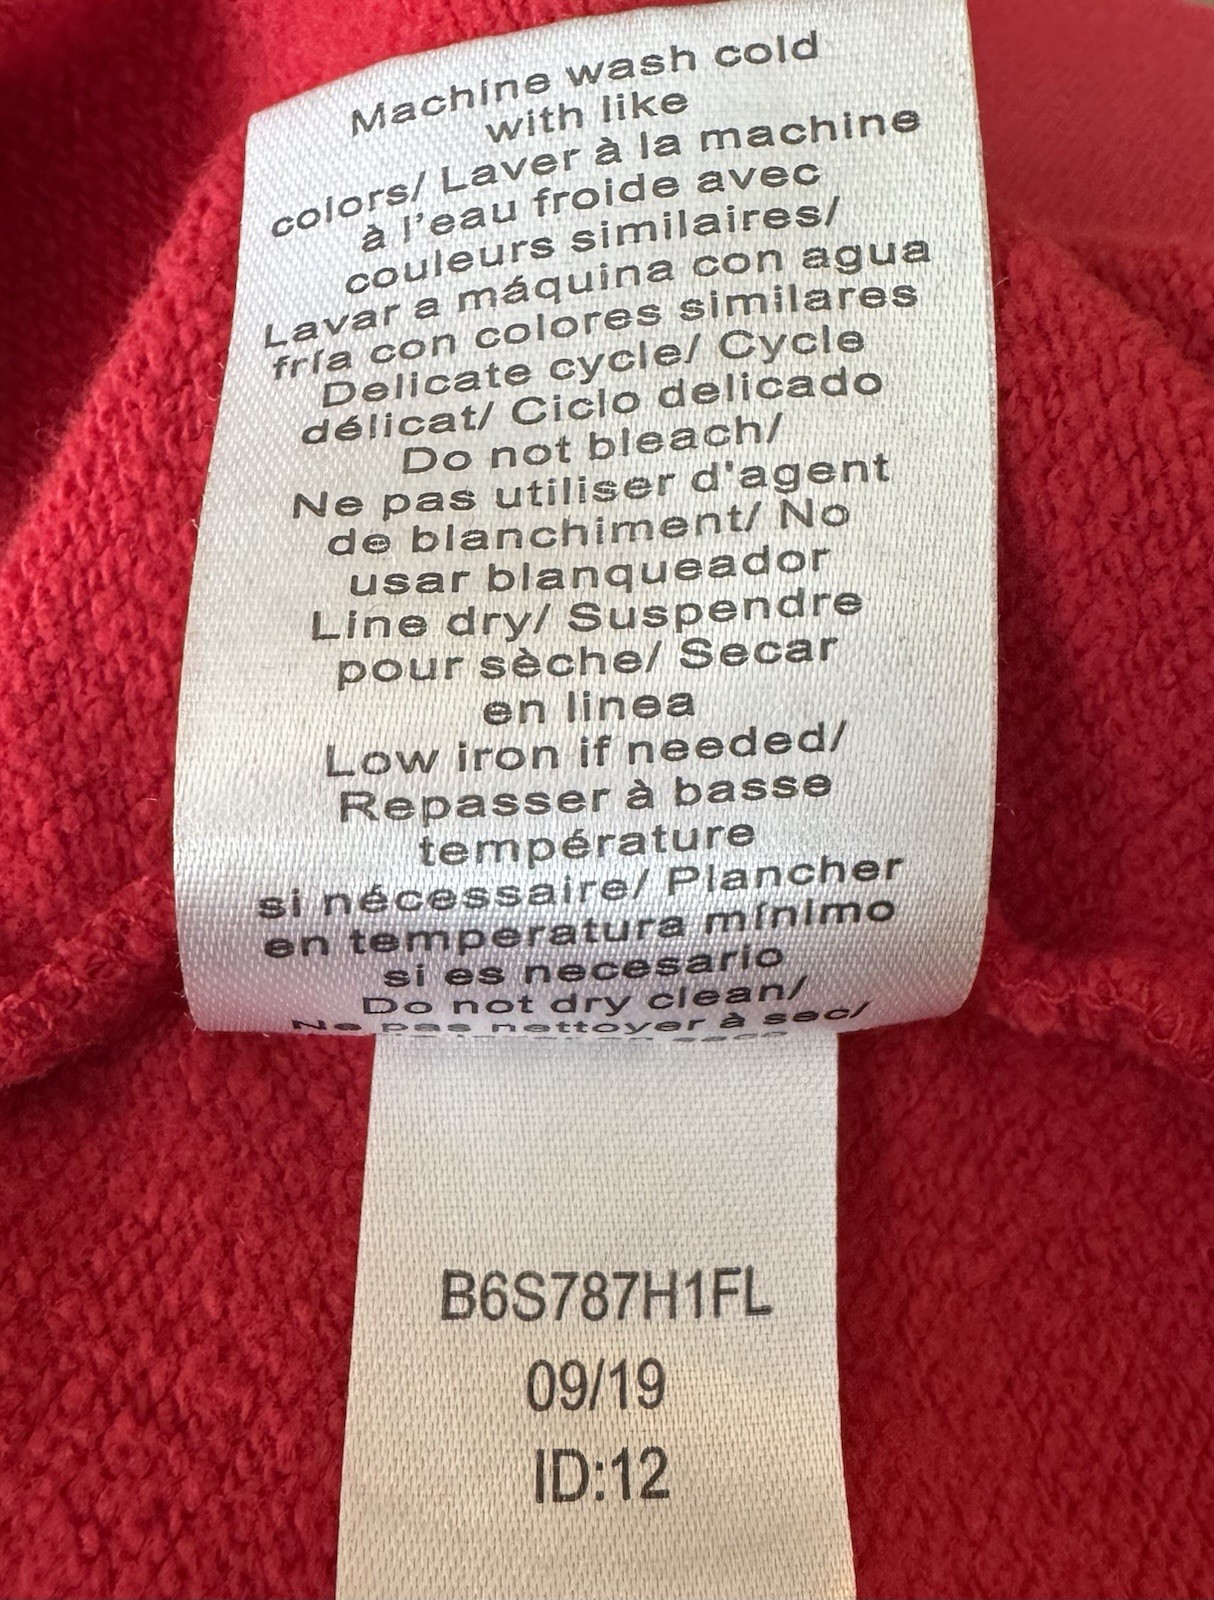 Machine wash cold
with like
colors/ Laver à la machine
à l'eau froide avec
couleurs similaires/
Lavar a máquina con agua
fría con colores similares
Delicate cycle/ Cycle
délicat/ Ciclo delicado
Do not bleach/
Ne pas utiliser d'agent
de blanchiment/ No
usar blanqueador
Line dry/ Suspendre
pour sèche/ Secar
en linea
Low iron if needed/
Repasser à basse
température
si nécessaire/ Plancher
en temperatura mínimo
si es necesario
Do not dry clean/
Ne pas nettoyer à sec/
B6S787H1FL
09/19
ID:12